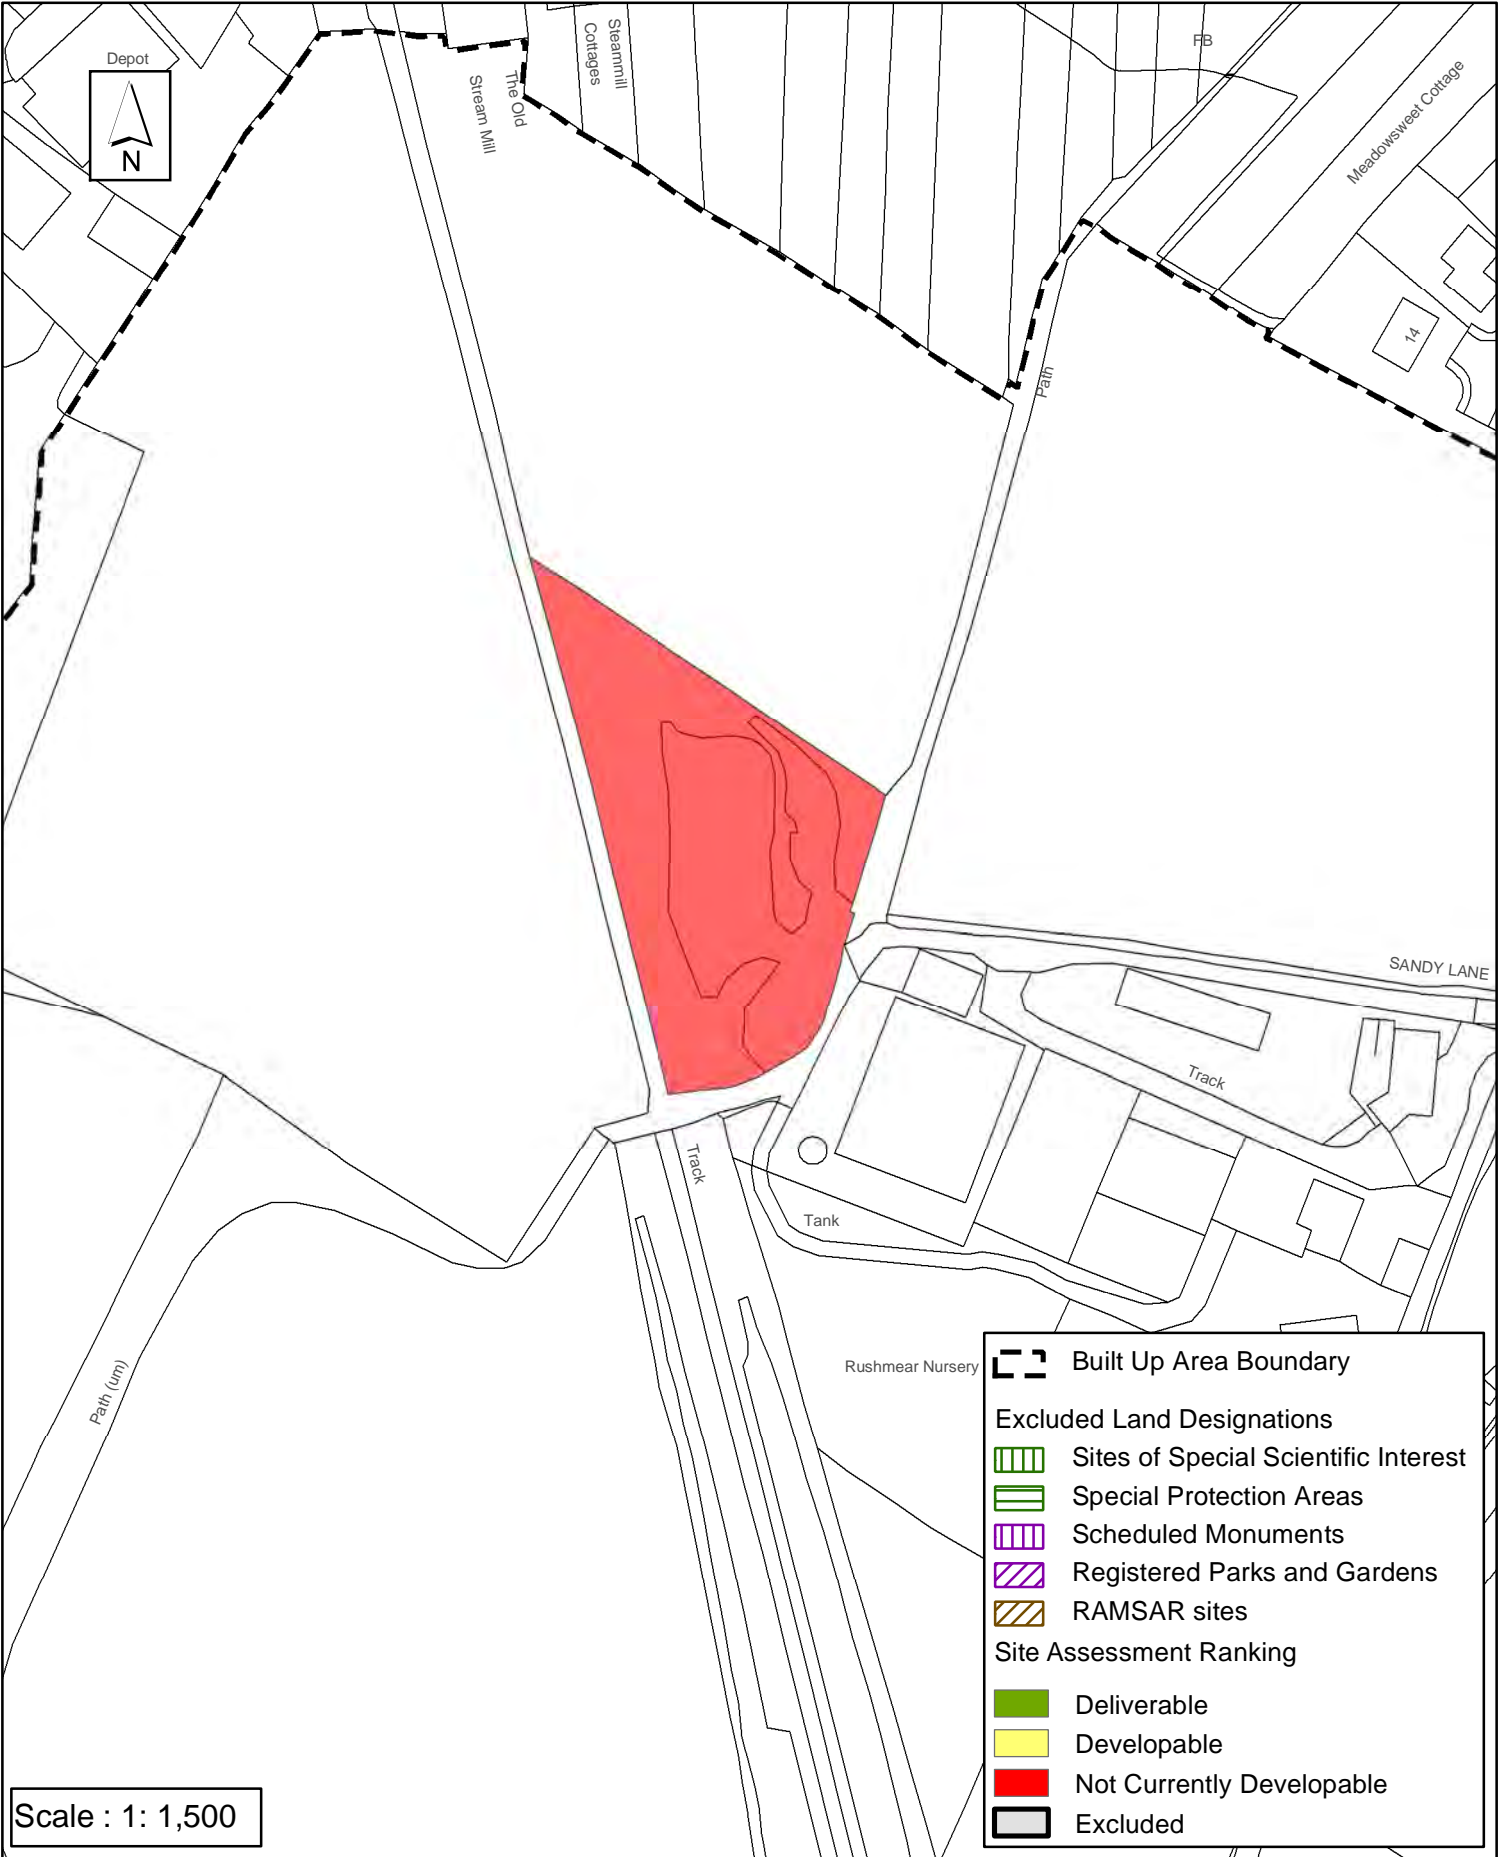 Depot
N
Steammill
Cottages
The Old
Stream Mill
FB
Meadowsweet Cottage
14
Path
SANDY LANE
Track
Track
Tank
Path (um)
Rushmear Nursery
Built Up Area Boundary
Excluded Land Designations
Sites of Special Scientific Interest
Special Protection Areas
Scheduled Monuments
Registered Parks and Gardens
RAMSAR sites
Site Assessment Ranking
Deliverable
Developable
Not Currently Developable
Excluded
Scale : 1: 1,500